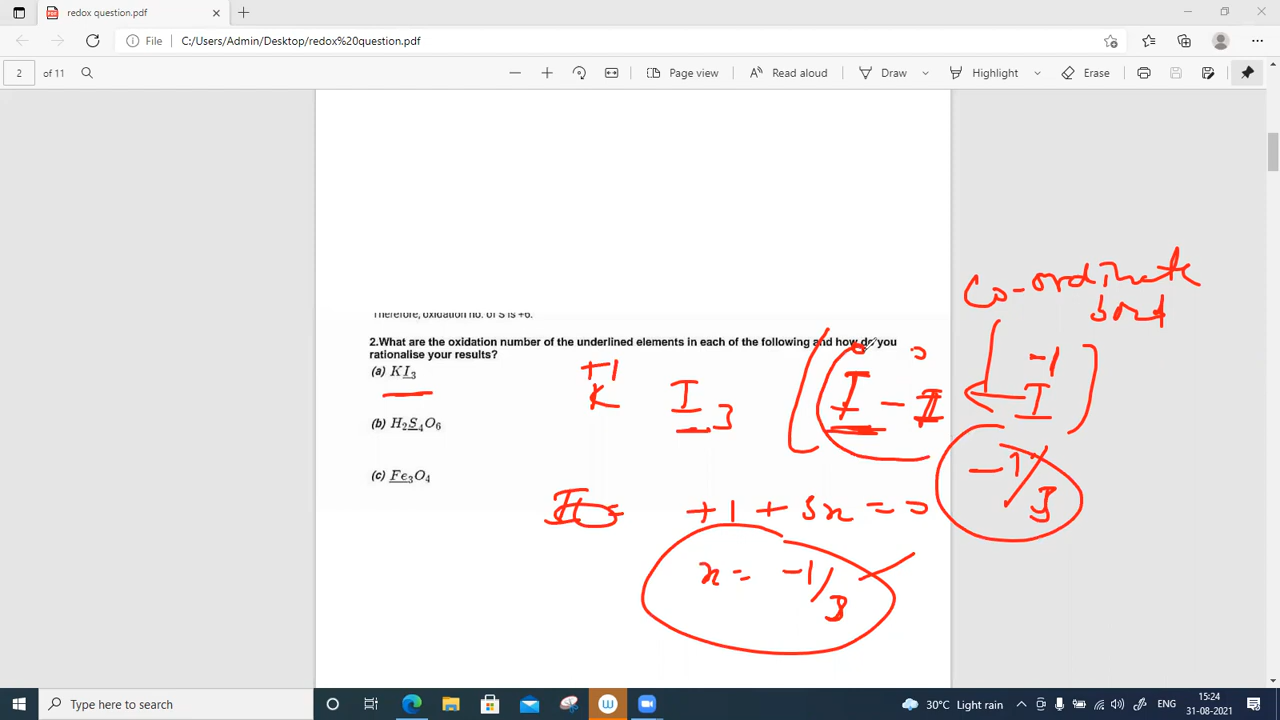 redox question.pdf
File C:/Users/Admin/Desktop/redox%20question.pdf
2 of 11 Page view Read aloud Draw Highlight Erase
Therefore, oxidation no. of S is +6.
2.What are the oxidation number of the underlined elements in each of the following and how do you
rationalise your results?
(a) KI₃
(b) H₂S₄O₆
(c) Fe₃O₄
Co-ordinate
bond
+1
K I₃
0 0 -1
[I - I ← I]
-1/3
+1 + 3x = 0
x = -1/3
Type here to search
30°C Light rain
ENG
15:24
31-08-2021